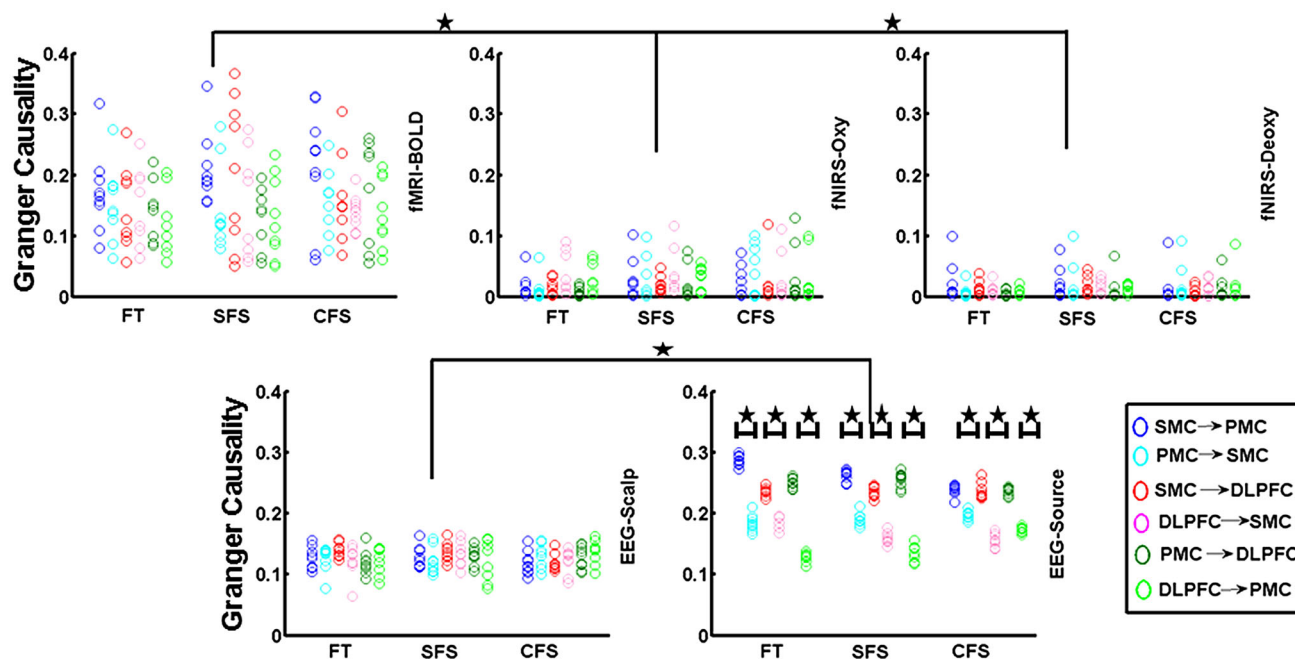 Granger Causality
0.4
0.3
0.2
0.1
0
FT
SFS
CFS
fMRI-BOLD
0.4
0.3
0.2
0.1
0
FT
SFS
CFS
fNIRS-Oxy
0.4
0.3
0.2
0.1
0
FT
SFS
CFS
fNIRS-Deoxy
Granger Causality
0.4
0.3
0.2
0.1
0
FT
SFS
CFS
EEG-Scalp
0.4
0.3
0.2
0.1
0
FT
SFS
CFS
EEG-Source
SMC→PMC
PMC→SMC
SMC→DLPFC
DLPFC→SMC
PMC→DLPFC
DLPFC→PMC